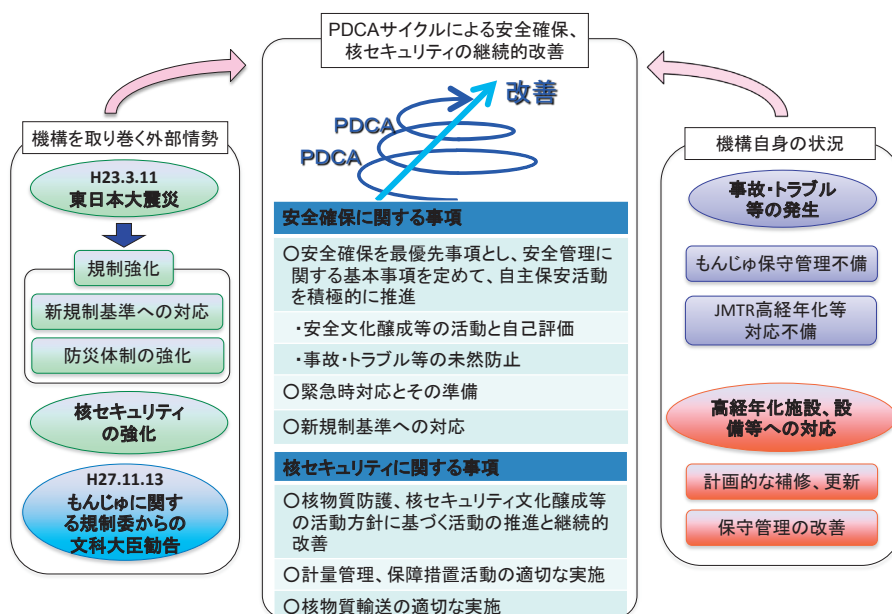 PDCAサイクルによる安全確保、
核セキュリティの継続的改善
改善
PDCA
PDCA
機構を取り巻く外部情勢
H23.3.11
東日本大震災
規制強化
新規制基準への対応
防災体制の強化
核セキュリティ
の強化
H27.11.13
もんじゅに関す
る規制委からの
文科大臣勧告
安全確保に関する事項
○安全確保を最優先事項とし、安全管理に
関する基本事項を定めて、自主保安活動
を積極的に推進
・安全文化醸成等の活動と自己評価
・事故・トラブル等の未然防止
○緊急時対応とその準備
○新規制基準への対応
核セキュリティに関する事項
○核物質防護、核セキュリティ文化醸成等
の活動方針に基づく活動の推進と継続的
改善
○計量管理、保障措置活動の適切な実施
○核物質輸送の適切な実施
機構自身の状況
事故・トラブル
等の発生
もんじゅ保守管理不備
JMTR高経年化等
対応不備
高経年化施設、設
備等への対応
計画的な補修、更新
保守管理の改善